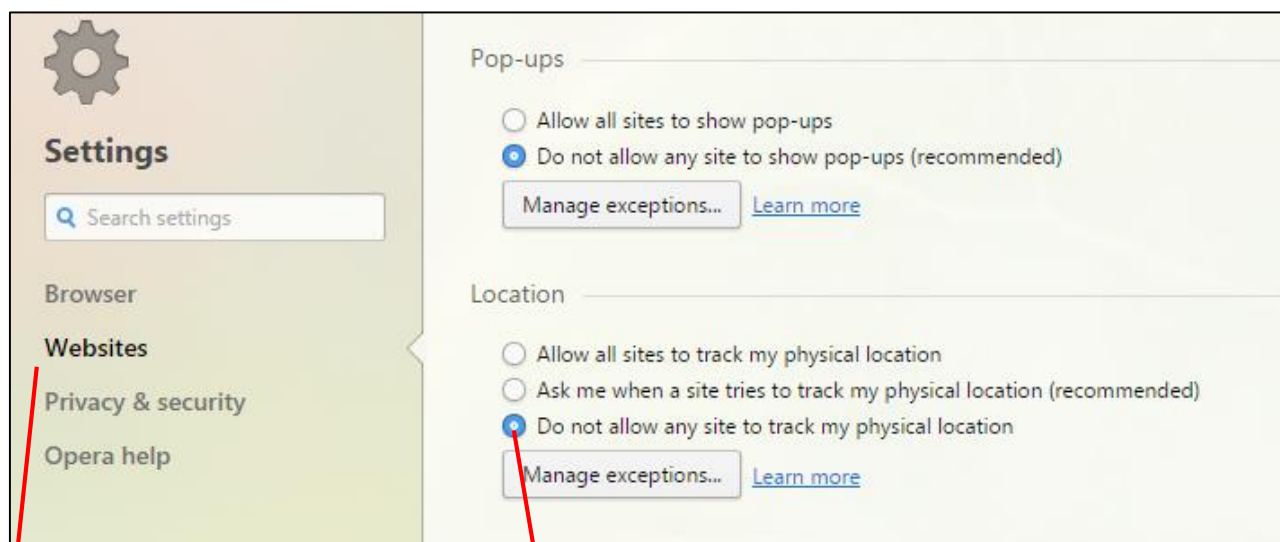 Settings
Search settings
Browser
Websites
Privacy & security
Opera help
Pop-ups
Allow all sites to show pop-ups
Do not allow any site to show pop-ups (recommended)
Manage exceptions... Learn more
Location
Allow all sites to track my physical location
Ask me when a site tries to track my physical location (recommended)
Do not allow any site to track my physical location
Manage exceptions... Learn more